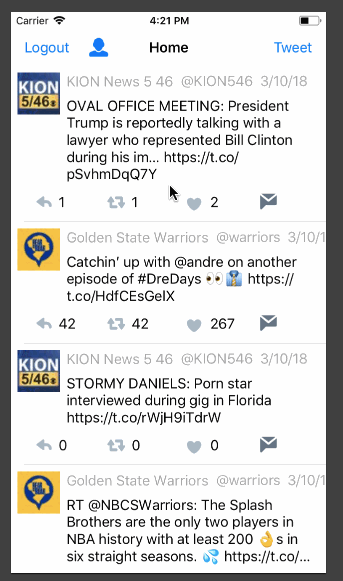 Carrier 4:21 PM
Logout Home Tweet
KION News 5 46 @KION546 3/10/18
KION
5/46
OVAL OFFICE MEETING: President
Trump is reportedly talking with a
lawyer who represented Bill Clinton
during his im... https://t.co/
pSvhmDqQ7Y
1 1 2
Golden State Warriors @warriors 3/10/1
Catchin' up with @andre on another
episode of #DreDays 👀 👔 https://
t.co/HdfCEsGeIX
42 42 267
KION News 5 46 @KION546 3/10/18
KION
5/46
STORMY DANIELS: Porn star
interviewed during gig in Florida
https://t.co/rWjH9iTdrW
0 0 0
Golden State Warriors @warriors 3/10/1
RT @NBCSWarriors: The Splash
Brothers are the only two players in
NBA history with at least 200 👌s in
six straight seasons. 💦 https://t.co/...